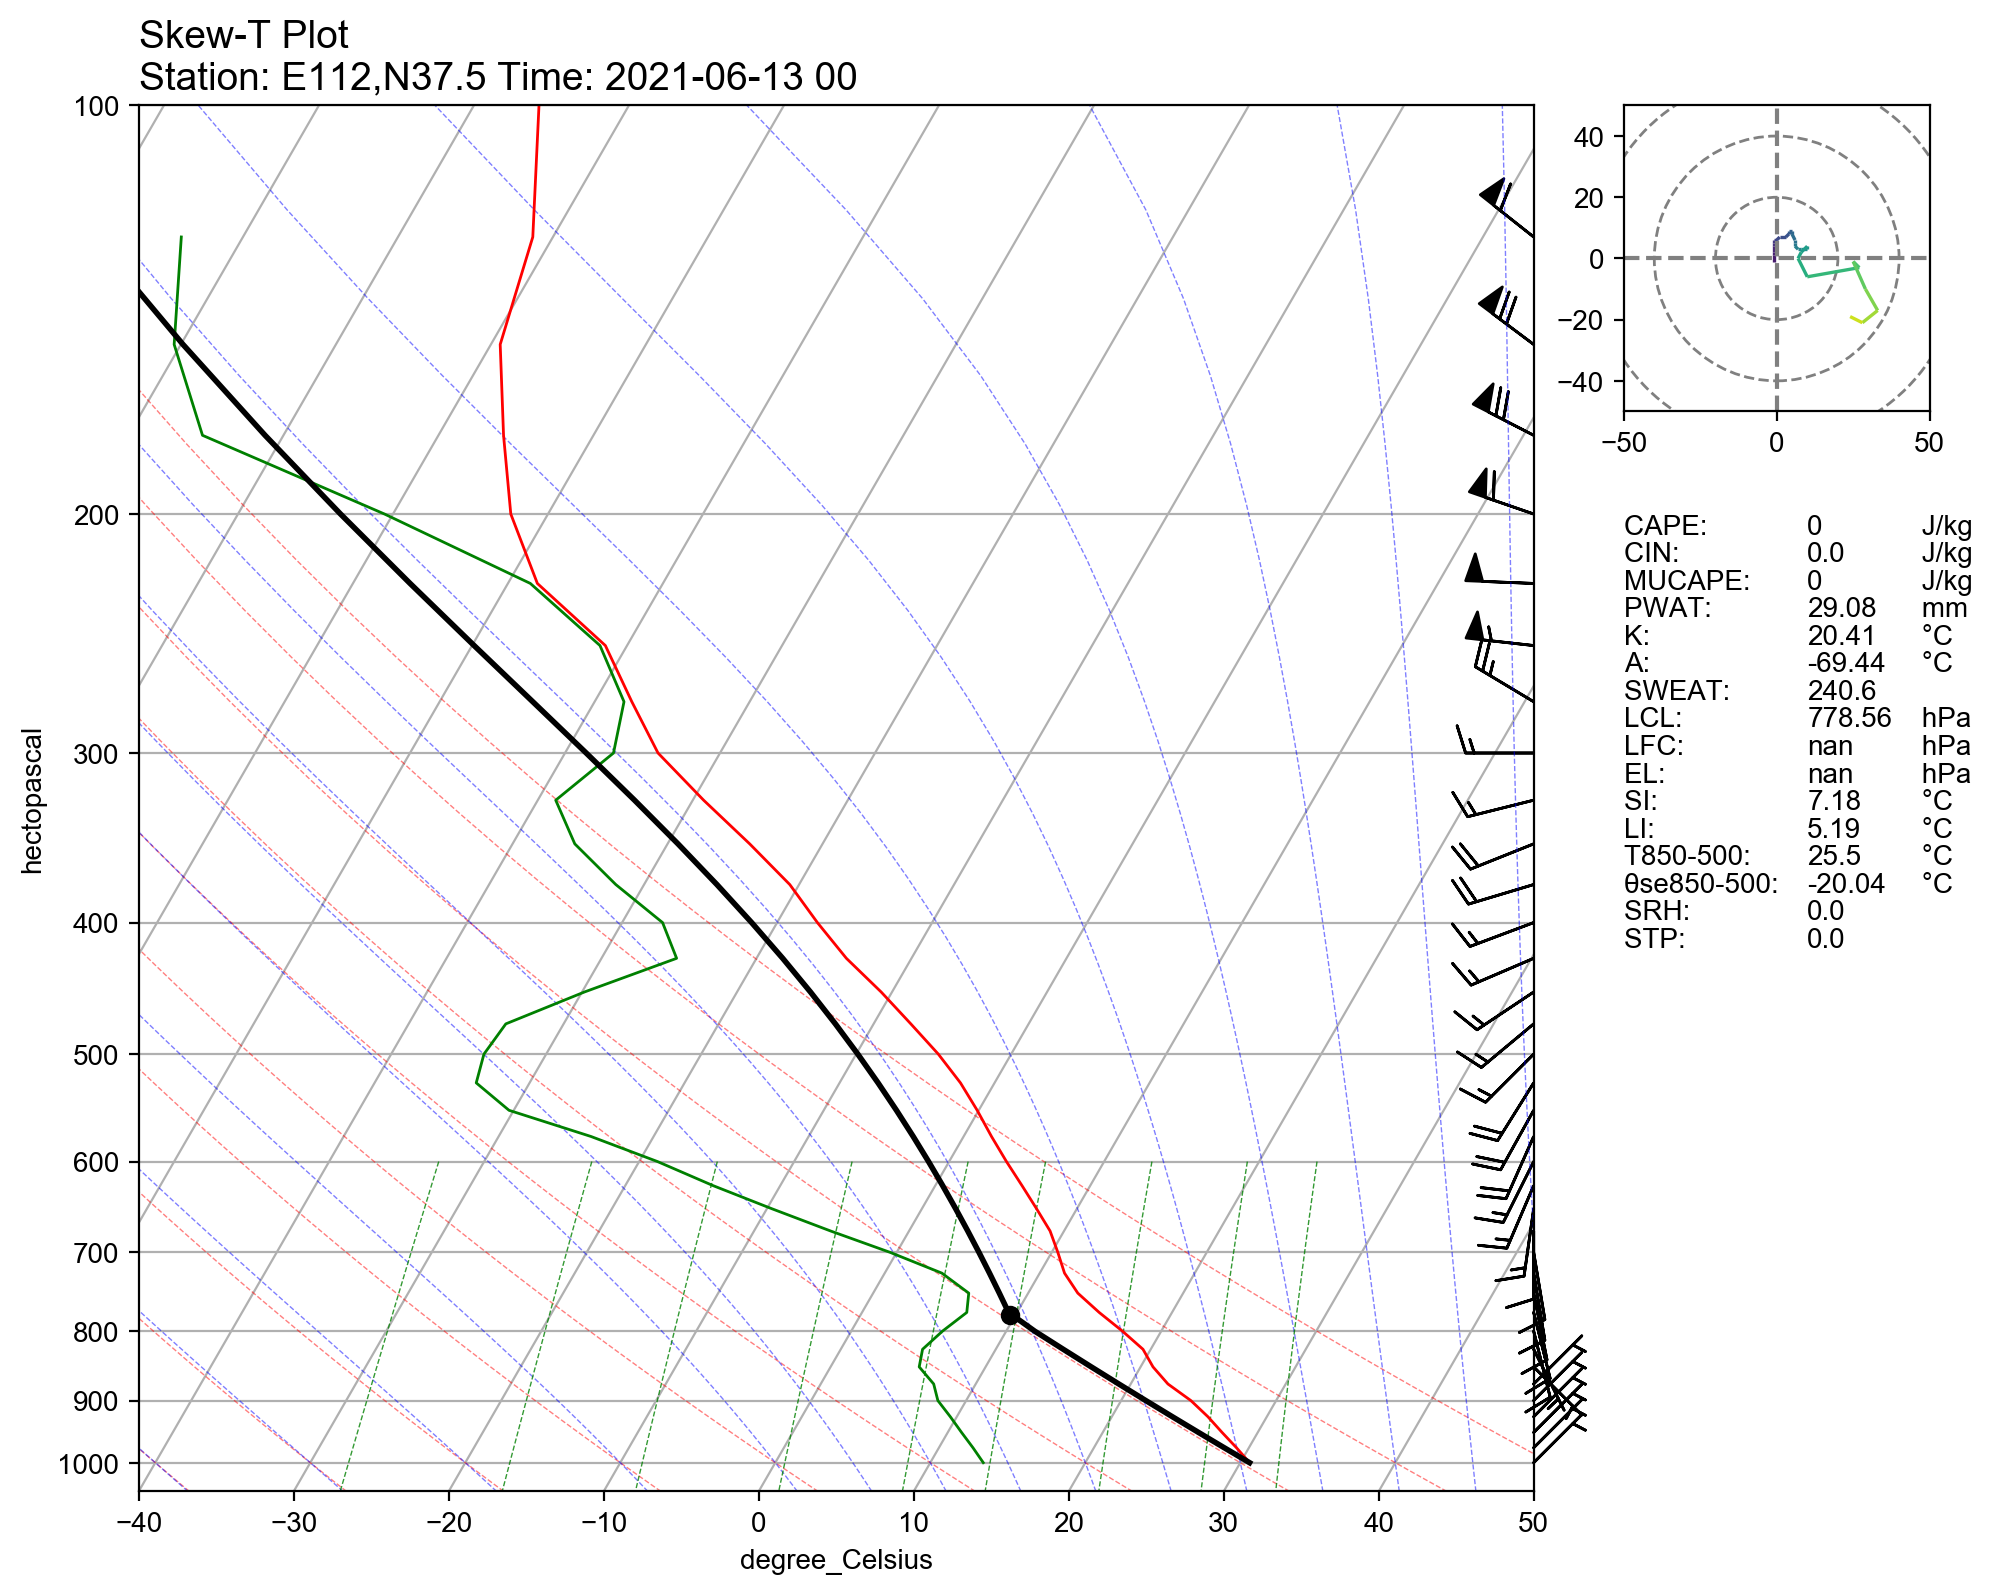 Skew-T Plot
Station: E112,N37.5 Time: 2021-06-13 00
100
200
300
400
500
600
700
800
900
1000
hectopascal
−40
−30
−20
−10
0
10
20
30
40
50
degree_Celsius
40
20
0
−20
−40
−50
0
50
CAPE: 0 J/kg
CIN: 0.0 J/kg
MUCAPE: 0 J/kg
PWAT: 29.08 mm
K: 20.41 °C
A: -69.44 °C
SWEAT: 240.6
LCL: 778.56 hPa
LFC: nan hPa
EL: nan hPa
SI: 7.18 °C
LI: 5.19 °C
T850-500: 25.5 °C
θse850-500: -20.04 °C
SRH: 0.0
STP: 0.0